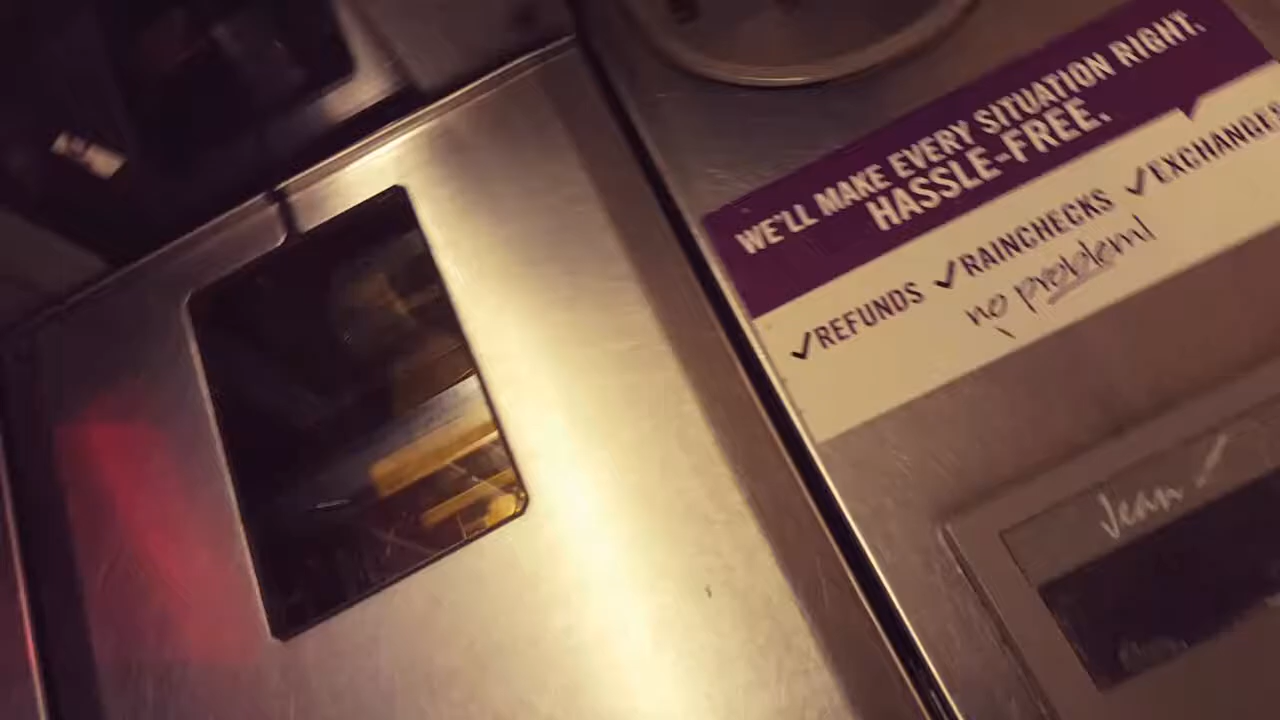 WE'LL MAKE EVERY SITUATION RIGHT.
HASSLE-FREE.
✓REFUNDS ✓RAINCHECKS ✓EXCHANGES
no problem!
Jean